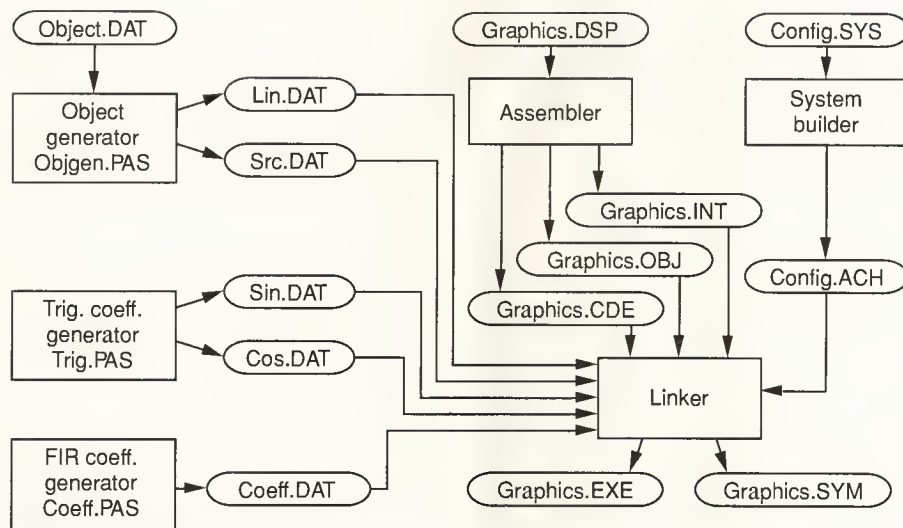 Object.DAT
Graphics.DSP
Config.SYS
Object
generator
Objgen.PAS
Lin.DAT
Src.DAT
Assembler
System
builder
Graphics.INT
Graphics.OBJ
Graphics.CDE
Config.ACH
Trig. coeff.
generator
Trig.PAS
Sin.DAT
Cos.DAT
Linker
FIR coeff.
generator
Coeff.PAS
Coeff.DAT
Graphics.EXE
Graphics.SYM